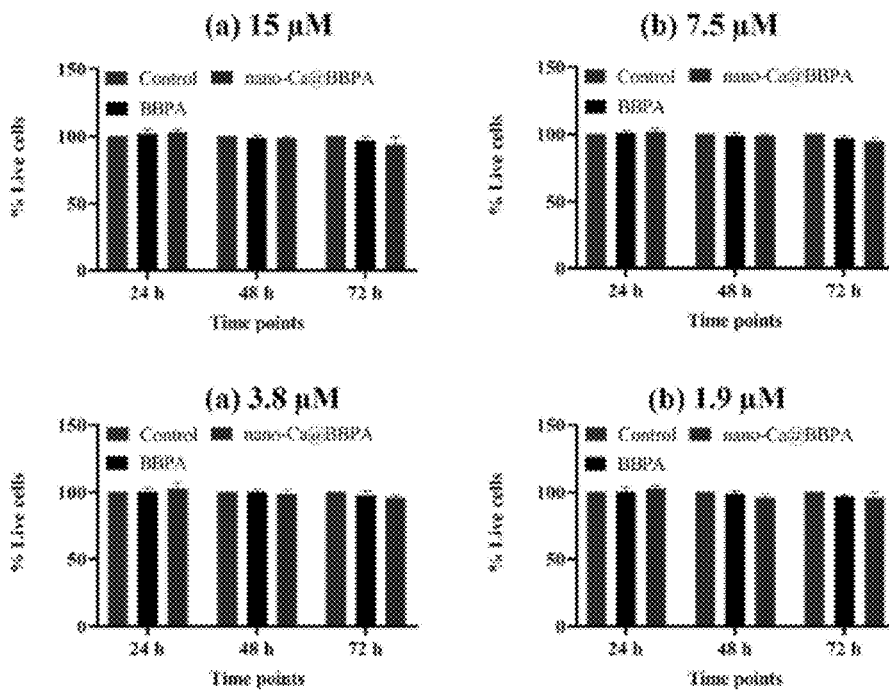 (a) 15 μM
% Live cells
150
100
50
0
Control
nano-Ca@BBPA
BBPA
24 h
48 h
72 h
Time points
(b) 7.5 μM
% Live cells
150
100
50
0
Control
nano-Ca@BBPA
BBPA
24 h
48 h
72 h
Time points
(a) 3.8 μM
% Live cells
150
100
50
0
Control
nano-Ca@BBPA
BBPA
24 h
48 h
72 h
Time points
(b) 1.9 μM
% Live cells
150
100
50
0
Control
nano-Ca@BBPA
BBPA
24 h
48 h
72 h
Time points